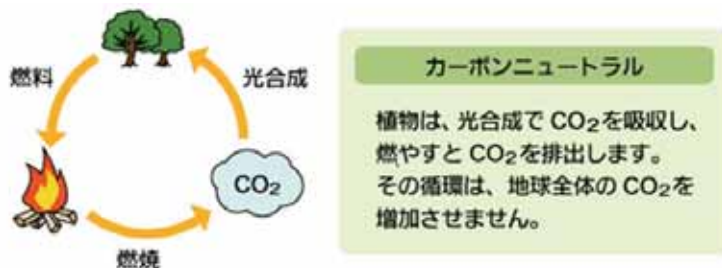 燃料
光合成
CO₂
燃焼
カーボンニュートラル
植物は、光合成で CO₂を吸収し、
燃やすと CO₂を排出します。
その循環は、地球全体の CO₂を
増加させません。